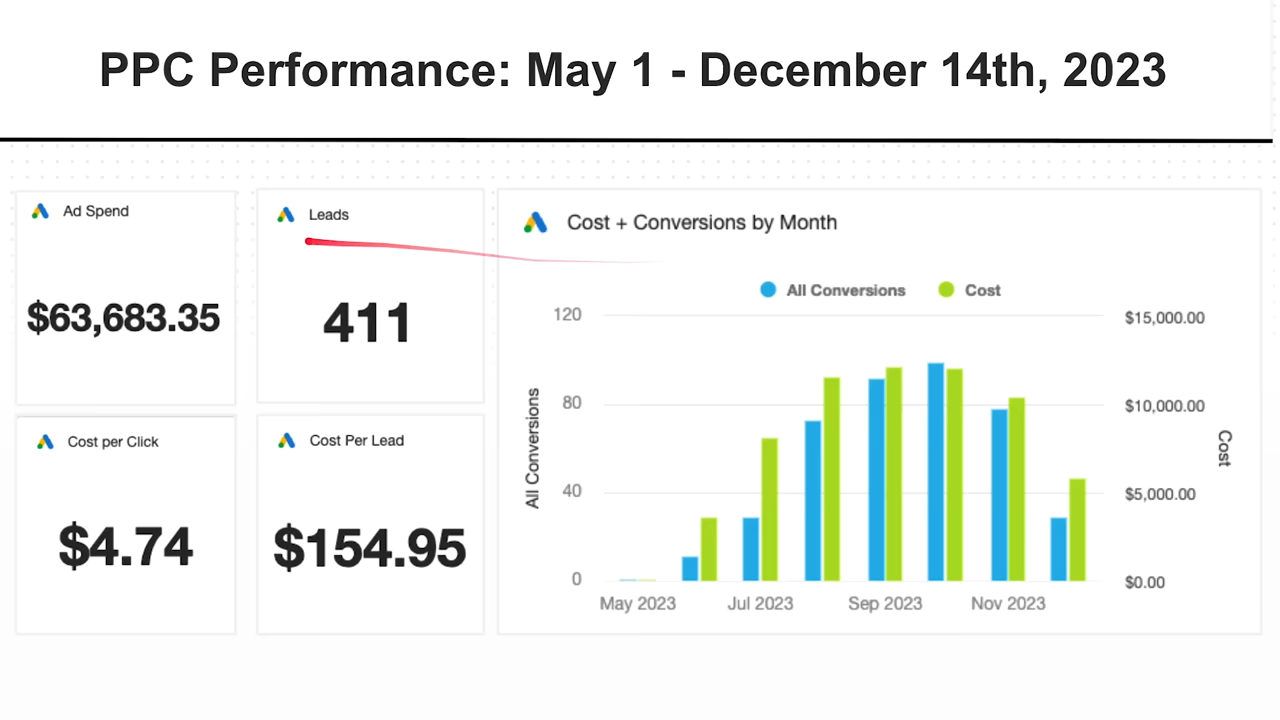 PPC Performance: May 1 - December 14th, 2023
Ad Spend
$63,683.35
Leads
411
Cost per Click
$4.74
Cost Per Lead
$154.95
Cost + Conversions by Month
All Conversions
Cost
120
80
40
0
All Conversions
$15,000.00
$10,000.00
$5,000.00
$0.00
Cost
May 2023
Jul 2023
Sep 2023
Nov 2023